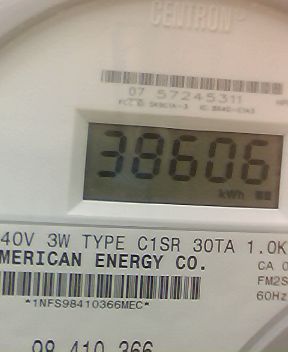 CENTRON®
07 57245311
38606
kWh
40V 3W TYPE C1SR 30TA 1.0K
MERICAN ENERGY CO.
CA 0
FM2S
*1NFS98410366MEC*
60Hz
98 410 366